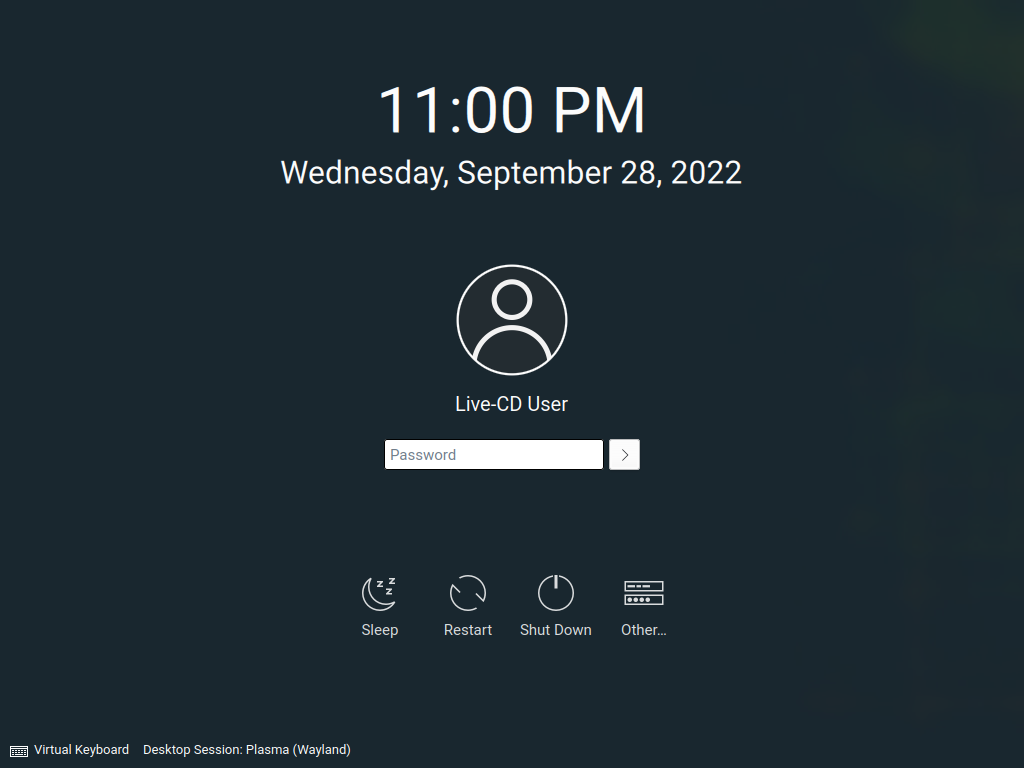 11:00 PM
Wednesday, September 28, 2022
Live-CD User
Password
Sleep
Restart
Shut Down
Other...
Virtual Keyboard
Desktop Session: Plasma (Wayland)